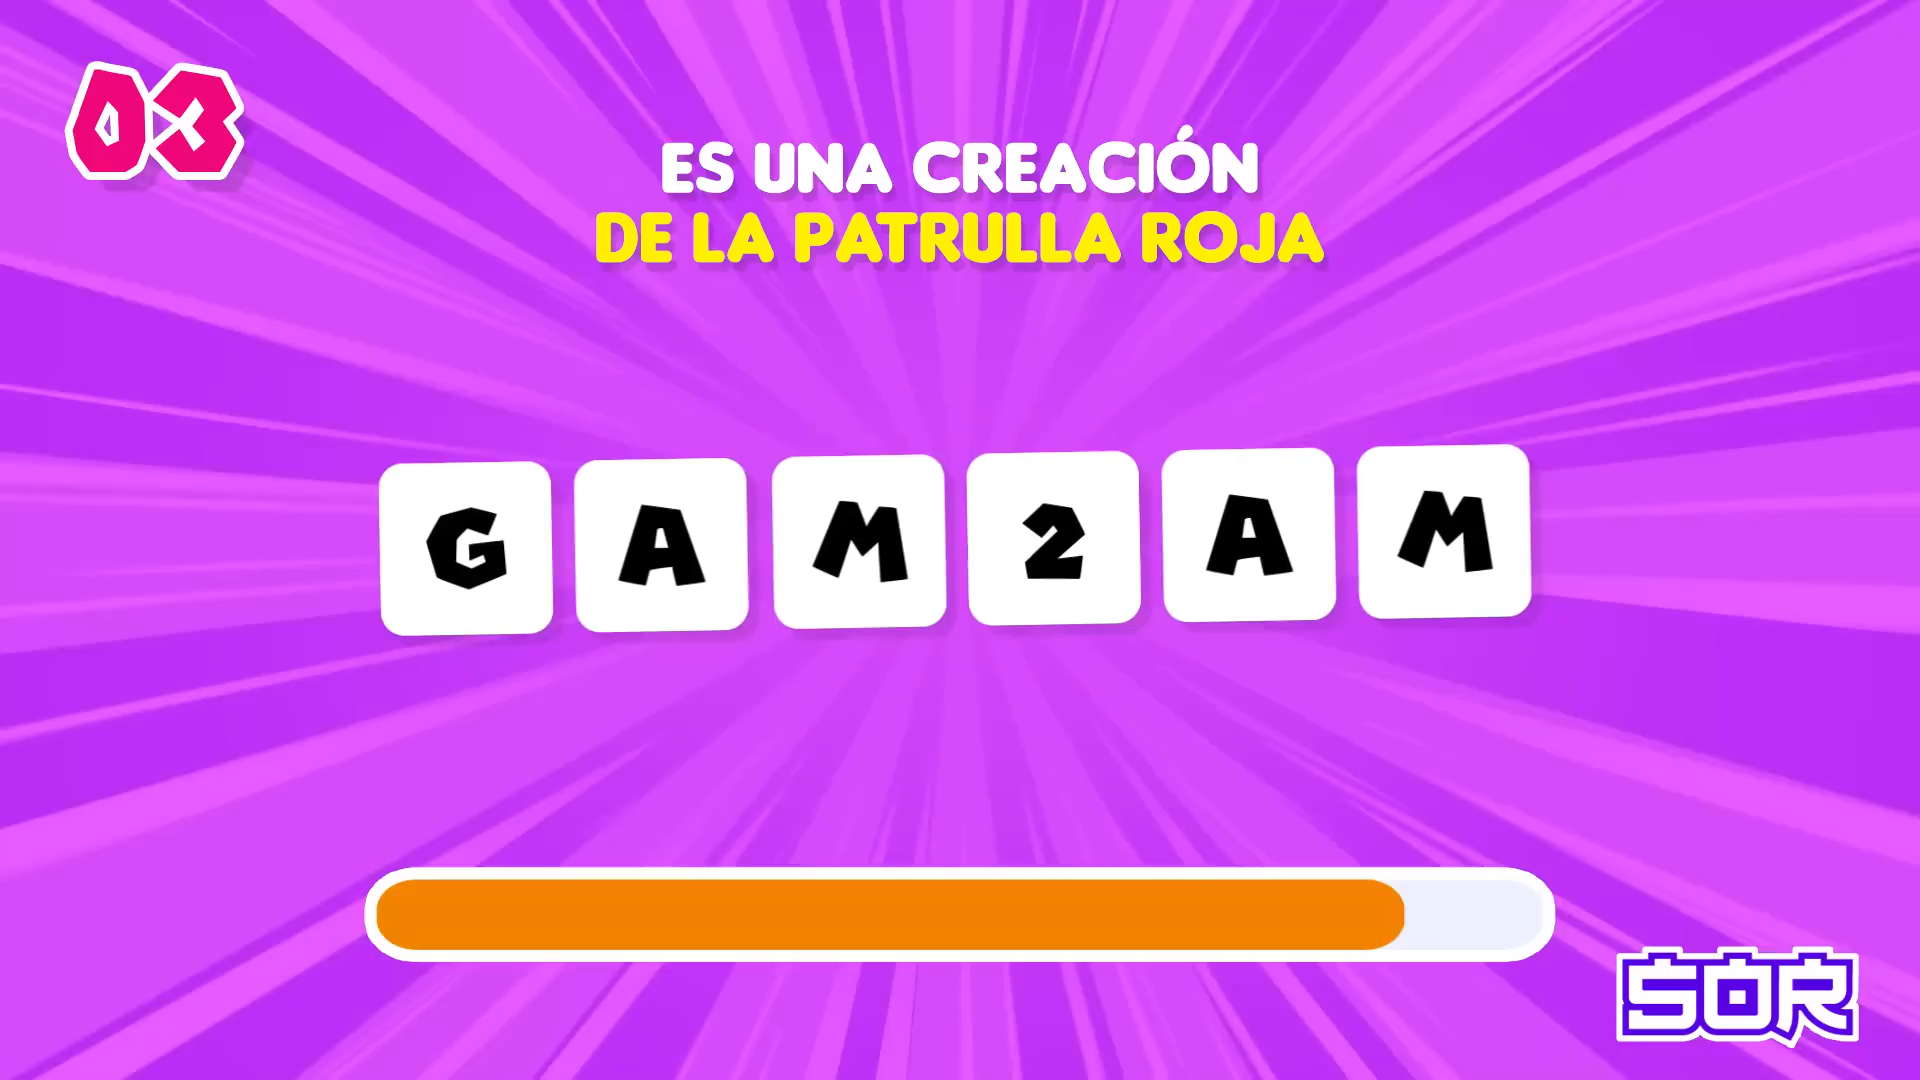 03
ES UNA CREACIÓN
DE LA PATRULLA ROJA
G A M 2 A M
SOR